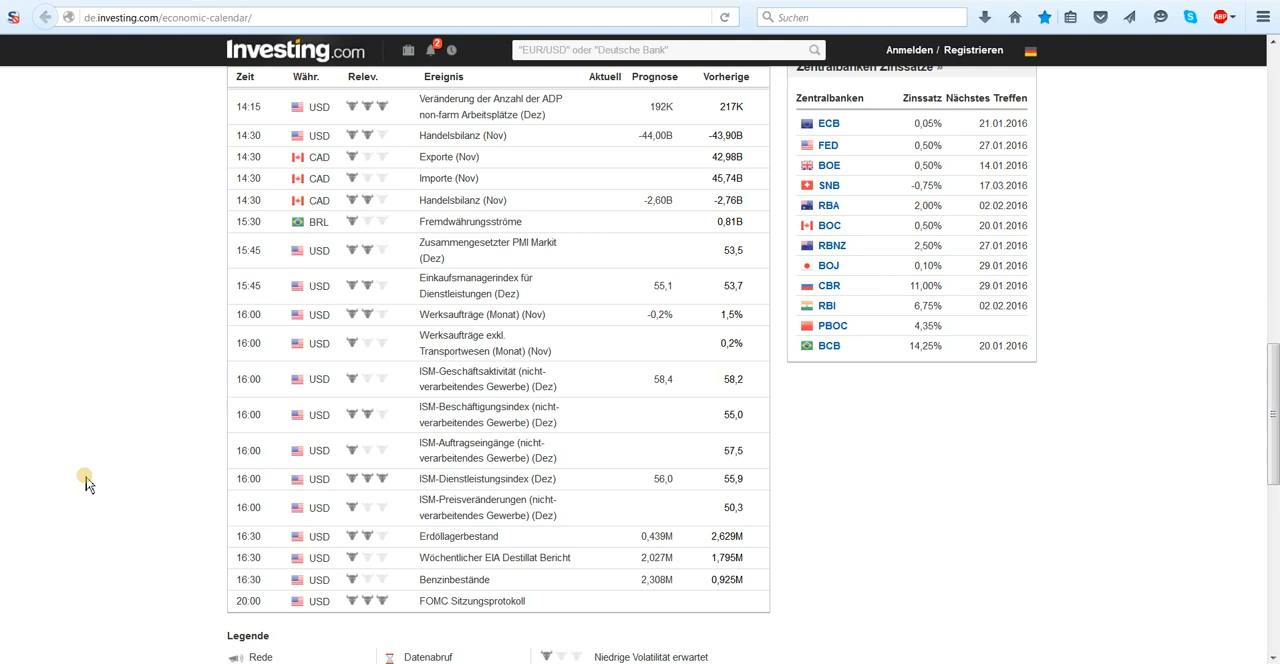 de.investing.com/economic-calendar/
Suchen
ABP
Investing.com
2
"EUR/USD" oder "Deutsche Bank"
Anmelden / Registrieren
Zeit Währ. Relev. Ereignis Aktuell Prognose Vorherige
14:15 USD Veränderung der Anzahl der ADP
non-farm Arbeitsplätze (Dez) 192K 217K
14:30 USD Handelsbilanz (Nov) -44,00B -43,90B
14:30 CAD Exporte (Nov) 42,98B
14:30 CAD Importe (Nov) 45,74B
14:30 CAD Handelsbilanz (Nov) -2,60B -2,76B
15:30 BRL Fremdwährungsströme 0,81B
15:45 USD Zusammengesetzter PMI Markit
(Dez) 53,5
15:45 USD Einkaufsmanagerindex für
Dienstleistungen (Dez) 55,1 53,7
16:00 USD Werksaufträge (Monat) (Nov) -0,2% 1,5%
16:00 USD Werksaufträge exkl.
Transportwesen (Monat) (Nov) 0,2%
16:00 USD ISM-Geschäftsaktivität (nicht-
verarbeitendes Gewerbe) (Dez) 58,4 58,2
16:00 USD ISM-Beschäftigungsindex (nicht-
verarbeitendes Gewerbe) (Dez) 55,0
16:00 USD ISM-Auftragseingänge (nicht-
verarbeitendes Gewerbe) (Dez) 57,5
16:00 USD ISM-Dienstleistungsindex (Dez) 56,0 55,9
16:00 USD ISM-Preisveränderungen (nicht-
verarbeitendes Gewerbe) (Dez) 50,3
16:30 USD Erdöllagerbestand 0,439M 2,629M
16:30 USD Wöchentlicher EIA Destillat Bericht 2,027M 1,795M
16:30 USD Benzinbestände 2,308M 0,925M
20:00 USD FOMC Sitzungsprotokoll
Legende
Rede Datenabruf Niedrige Volatilität erwartet
Zentralbanken Zinssätze »
Zentralbanken Zinssatz Nächstes Treffen
ECB 0,05% 21.01.2016
FED 0,50% 27.01.2016
BOE 0,50% 14.01.2016
SNB -0,75% 17.03.2016
RBA 2,00% 02.02.2016
BOC 0,50% 20.01.2016
RBNZ 2,50% 27.01.2016
BOJ 0,10% 29.01.2016
CBR 11,00% 29.01.2016
RBI 6,75% 02.02.2016
PBOC 4,35%
BCB 14,25% 20.01.2016